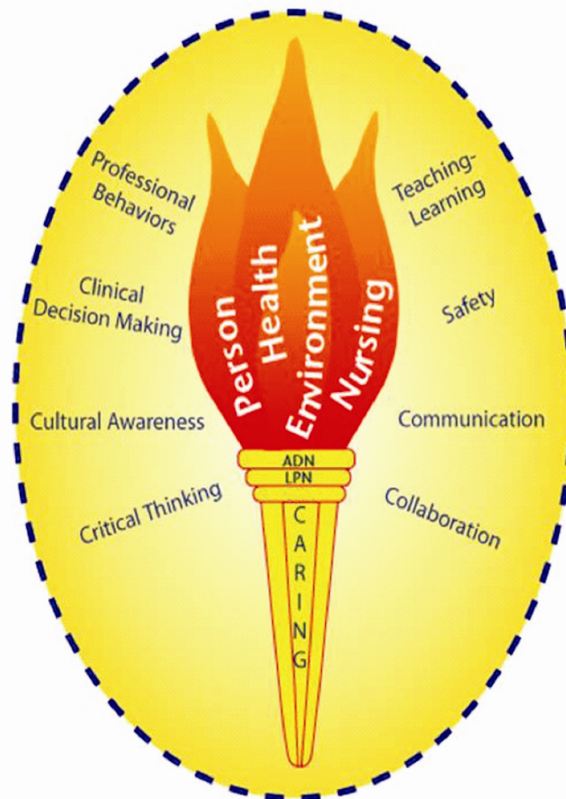 Professional
Behaviors
Clinical
Decision Making
Cultural Awareness
Critical Thinking
Person
Health
Environment
Nursing
Teaching-
Learning
Safety
Communication
Collaboration
ADN
LPN
CARING